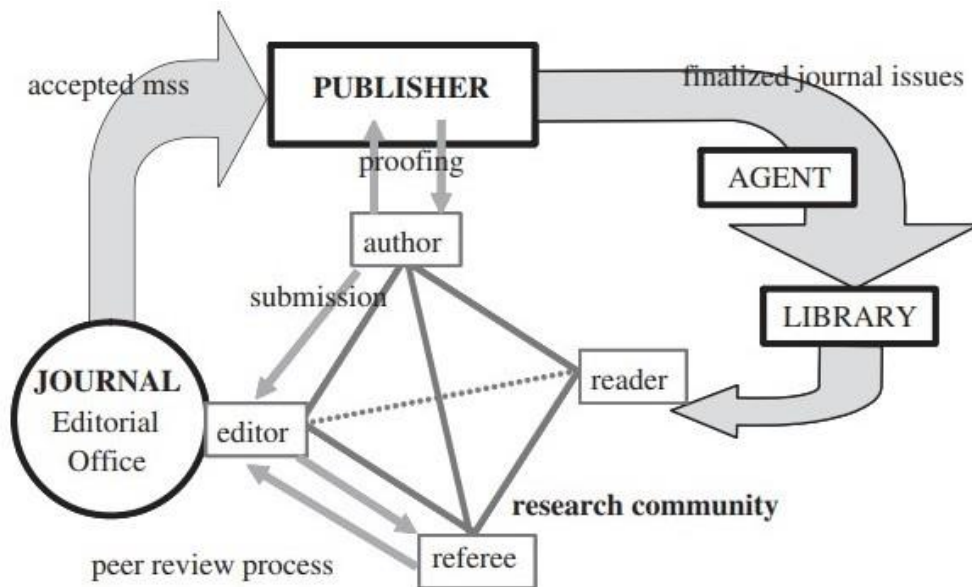 accepted mss
PUBLISHER
finalized journal issues
proofing
AGENT
author
submission
LIBRARY
JOURNAL
Editorial
Office
editor
reader
research community
peer review process
referee